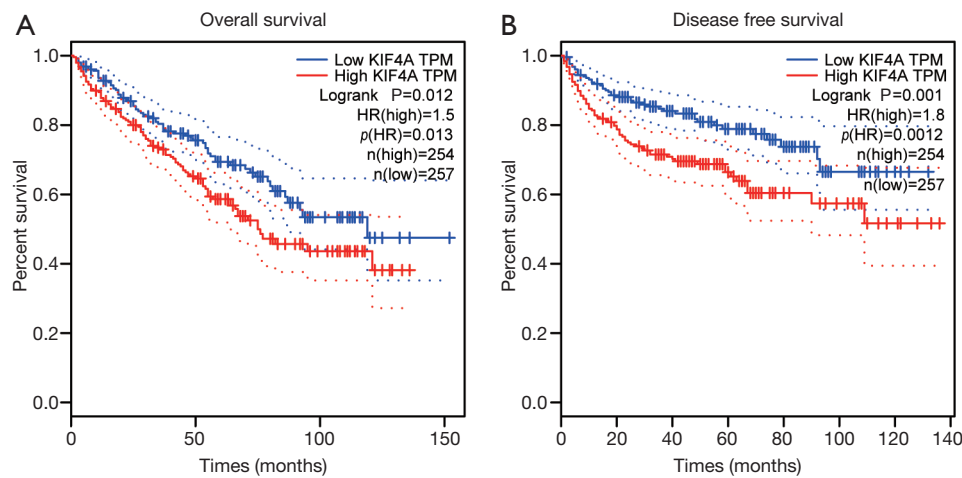 A
Overall survival
Percent survival
1.0
0.8
0.6
0.4
0.2
0.0
Low KIF4A TPM
High KIF4A TPM
Logrank P=0.012
HR(high)=1.5
p(HR)=0.013
n(high)=254
n(low)=257
0 50 100 150
Times (months)
B
Disease free survival
Percent survival
1.0
0.8
0.6
0.4
0.2
0.0
Low KIF4A TPM
High KIF4A TPM
Logrank P=0.001
HR(high)=1.8
p(HR)=0.0012
n(high)=254
n(low)=257
0 20 40 60 80 100 120 140
Times (months)